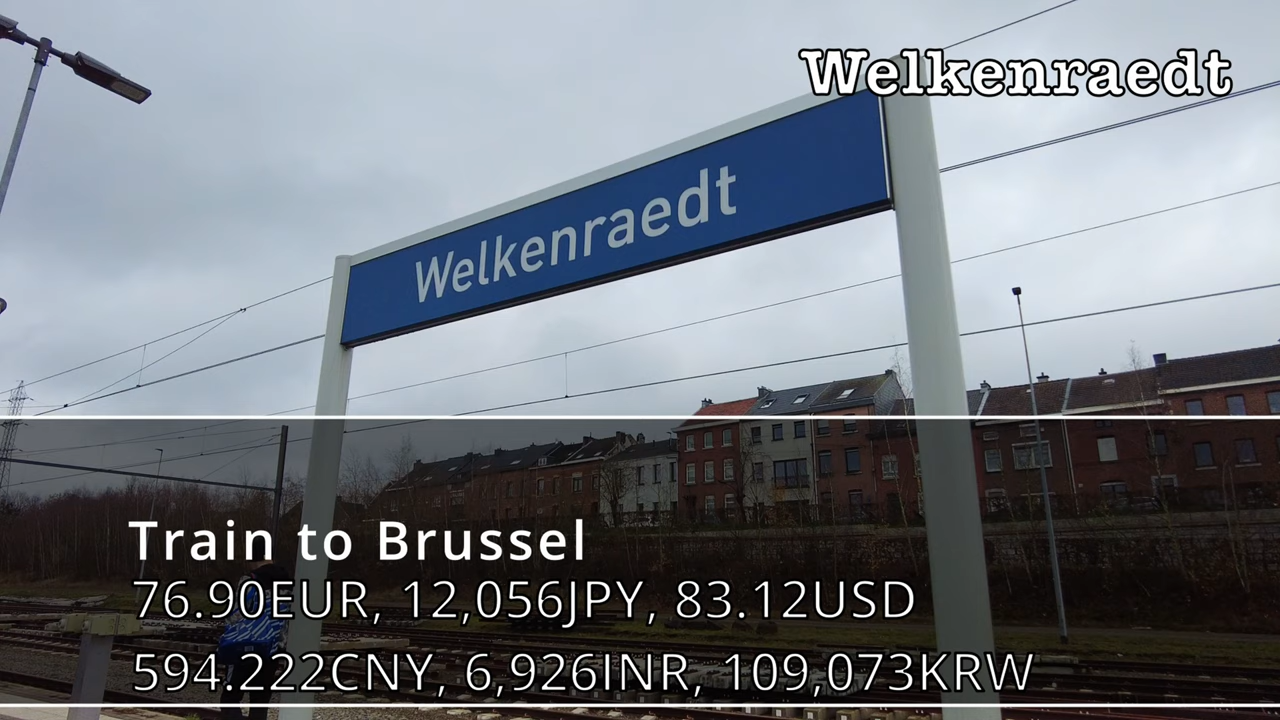 Welkenraedt
Welkenraedt
Train to Brussel
76.90EUR, 12,056JPY, 83.12USD
594.222CNY, 6,926INR, 109,073KRW